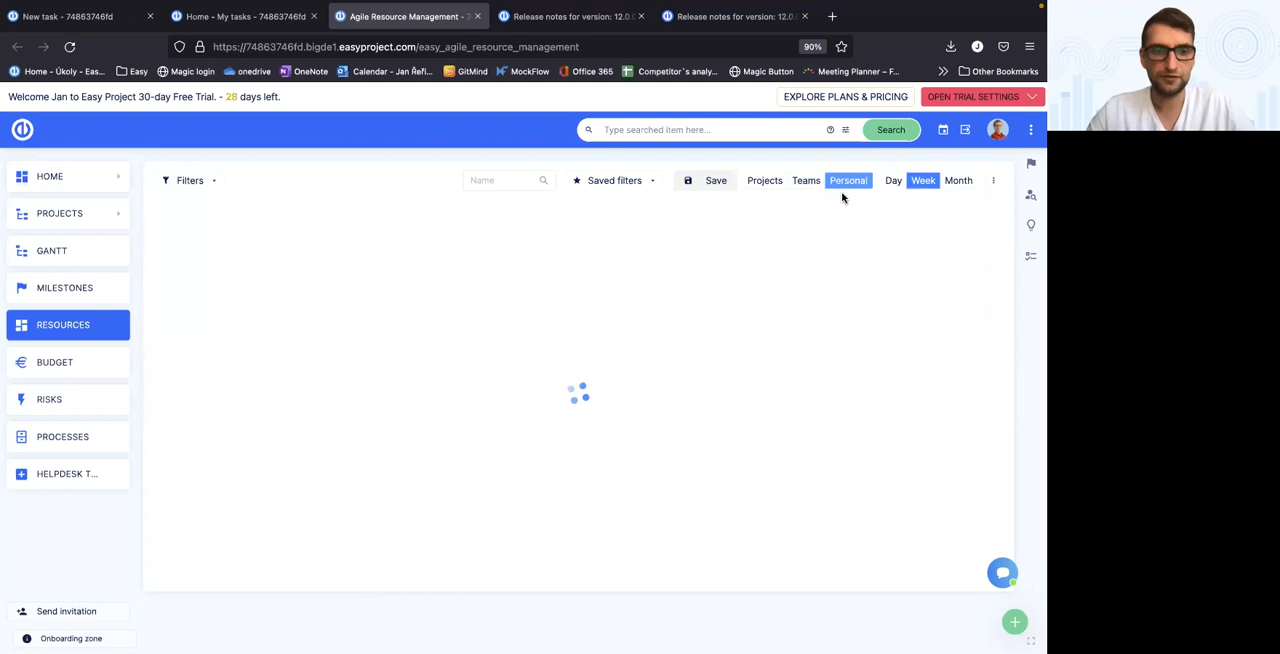 New task - 74863746fd
Home - My tasks - 74863746fd
Agile Resource Management - 7
Release notes for version: 12.0.
Release notes for version: 12.0.
https://74863746fd.bigde1.easyproject.com/easy_agile_resource_management
90%
Home - Úkoly - Eas...
Easy
Magic login
onedrive
OneNote
Calendar - Jan Ředi...
GitMind
MockFlow
Office 365
Competitor`s analy...
Magic Button
Meeting Planner – F...
Other Bookmarks
Welcome Jan to Easy Project 30-day Free Trial. - 28 days left.
EXPLORE PLANS & PRICING
OPEN TRIAL SETTINGS
Type searched item here...
Search
HOME
PROJECTS
GANTT
MILESTONES
RESOURCES
BUDGET
RISKS
PROCESSES
HELPDESK T...
Send invitation
Onboarding zone
Filters
Name
Saved filters
Save
Projects
Teams
Personal
Day
Week
Month